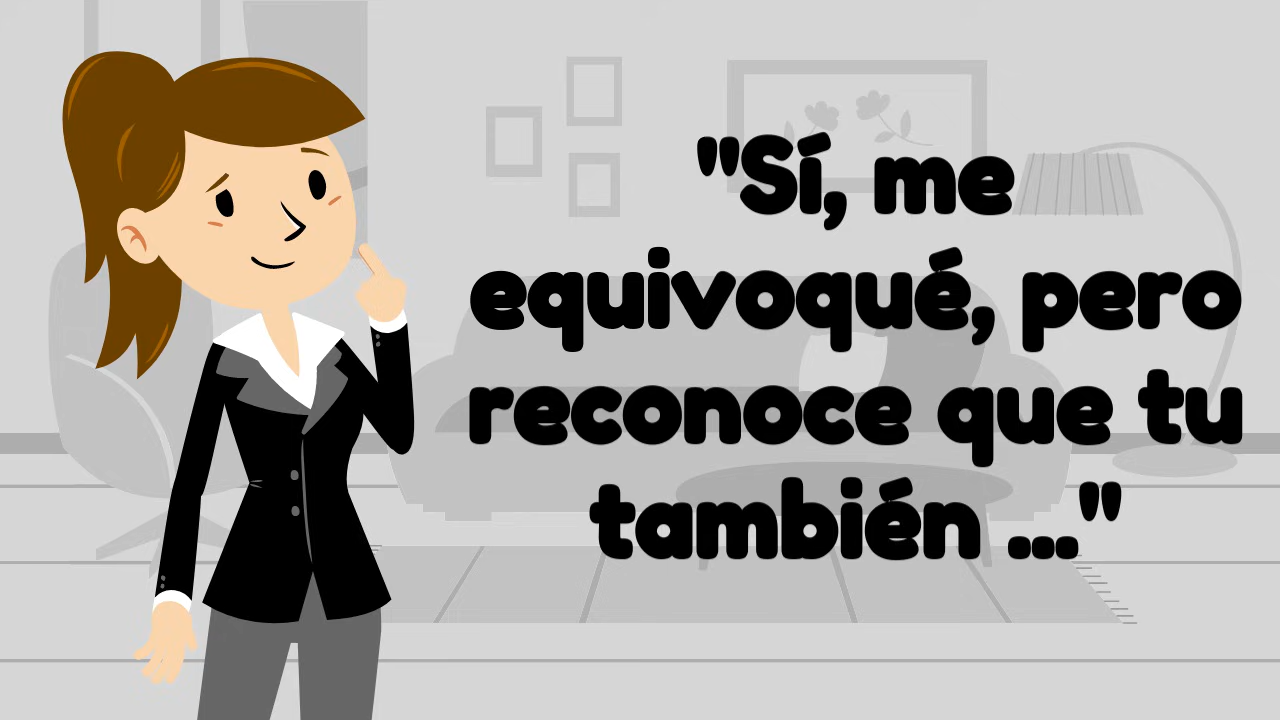 "Sí, me
equivoqué, pero
reconoce que tu
también ..."